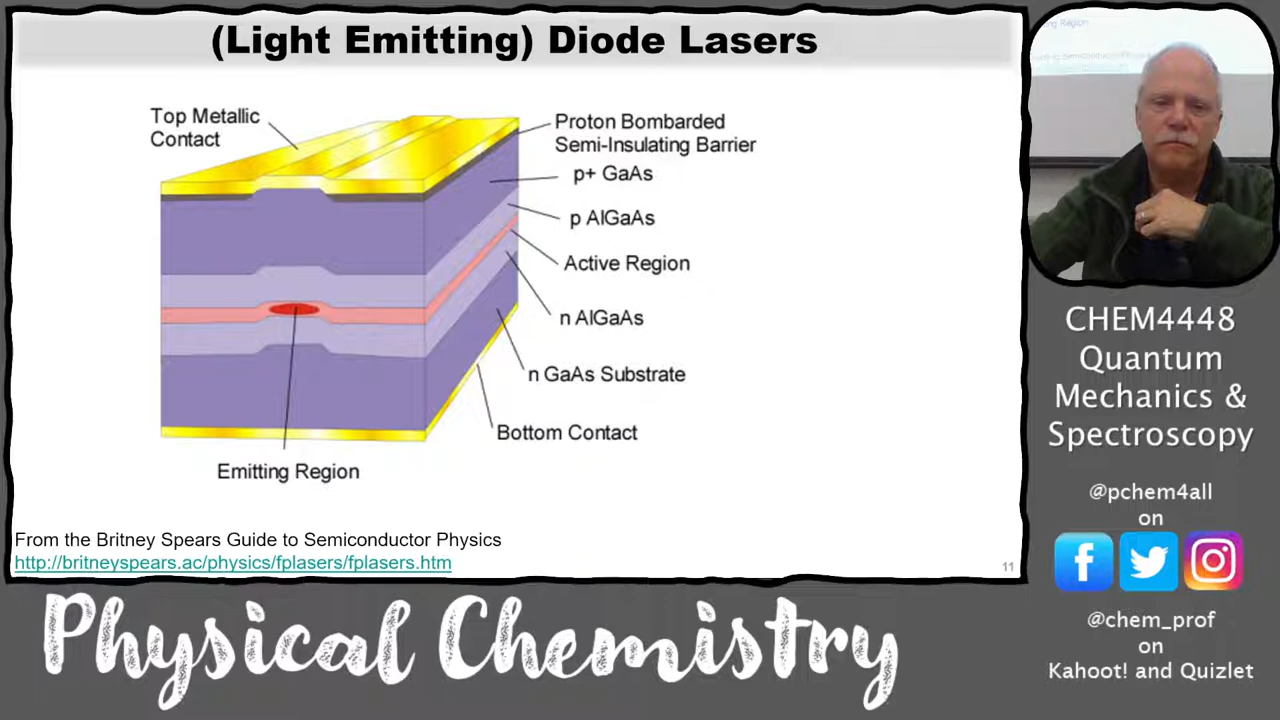 (Light Emitting) Diode Lasers
Top Metallic
Contact
Proton Bombarded
Semi-Insulating Barrier
p+ GaAs
p AlGaAs
Active Region
n AlGaAs
n GaAs Substrate
Bottom Contact
Emitting Region
From the Britney Spears Guide to Semiconductor Physics
http://britneyspears.ac/physics/fplasers/fplasers.htm
11
CHEM4448
Quantum
Mechanics &
Spectroscopy
@pchem4all
on
@chem_prof
on
Kahoot! and Quizlet
Physical Chemistry